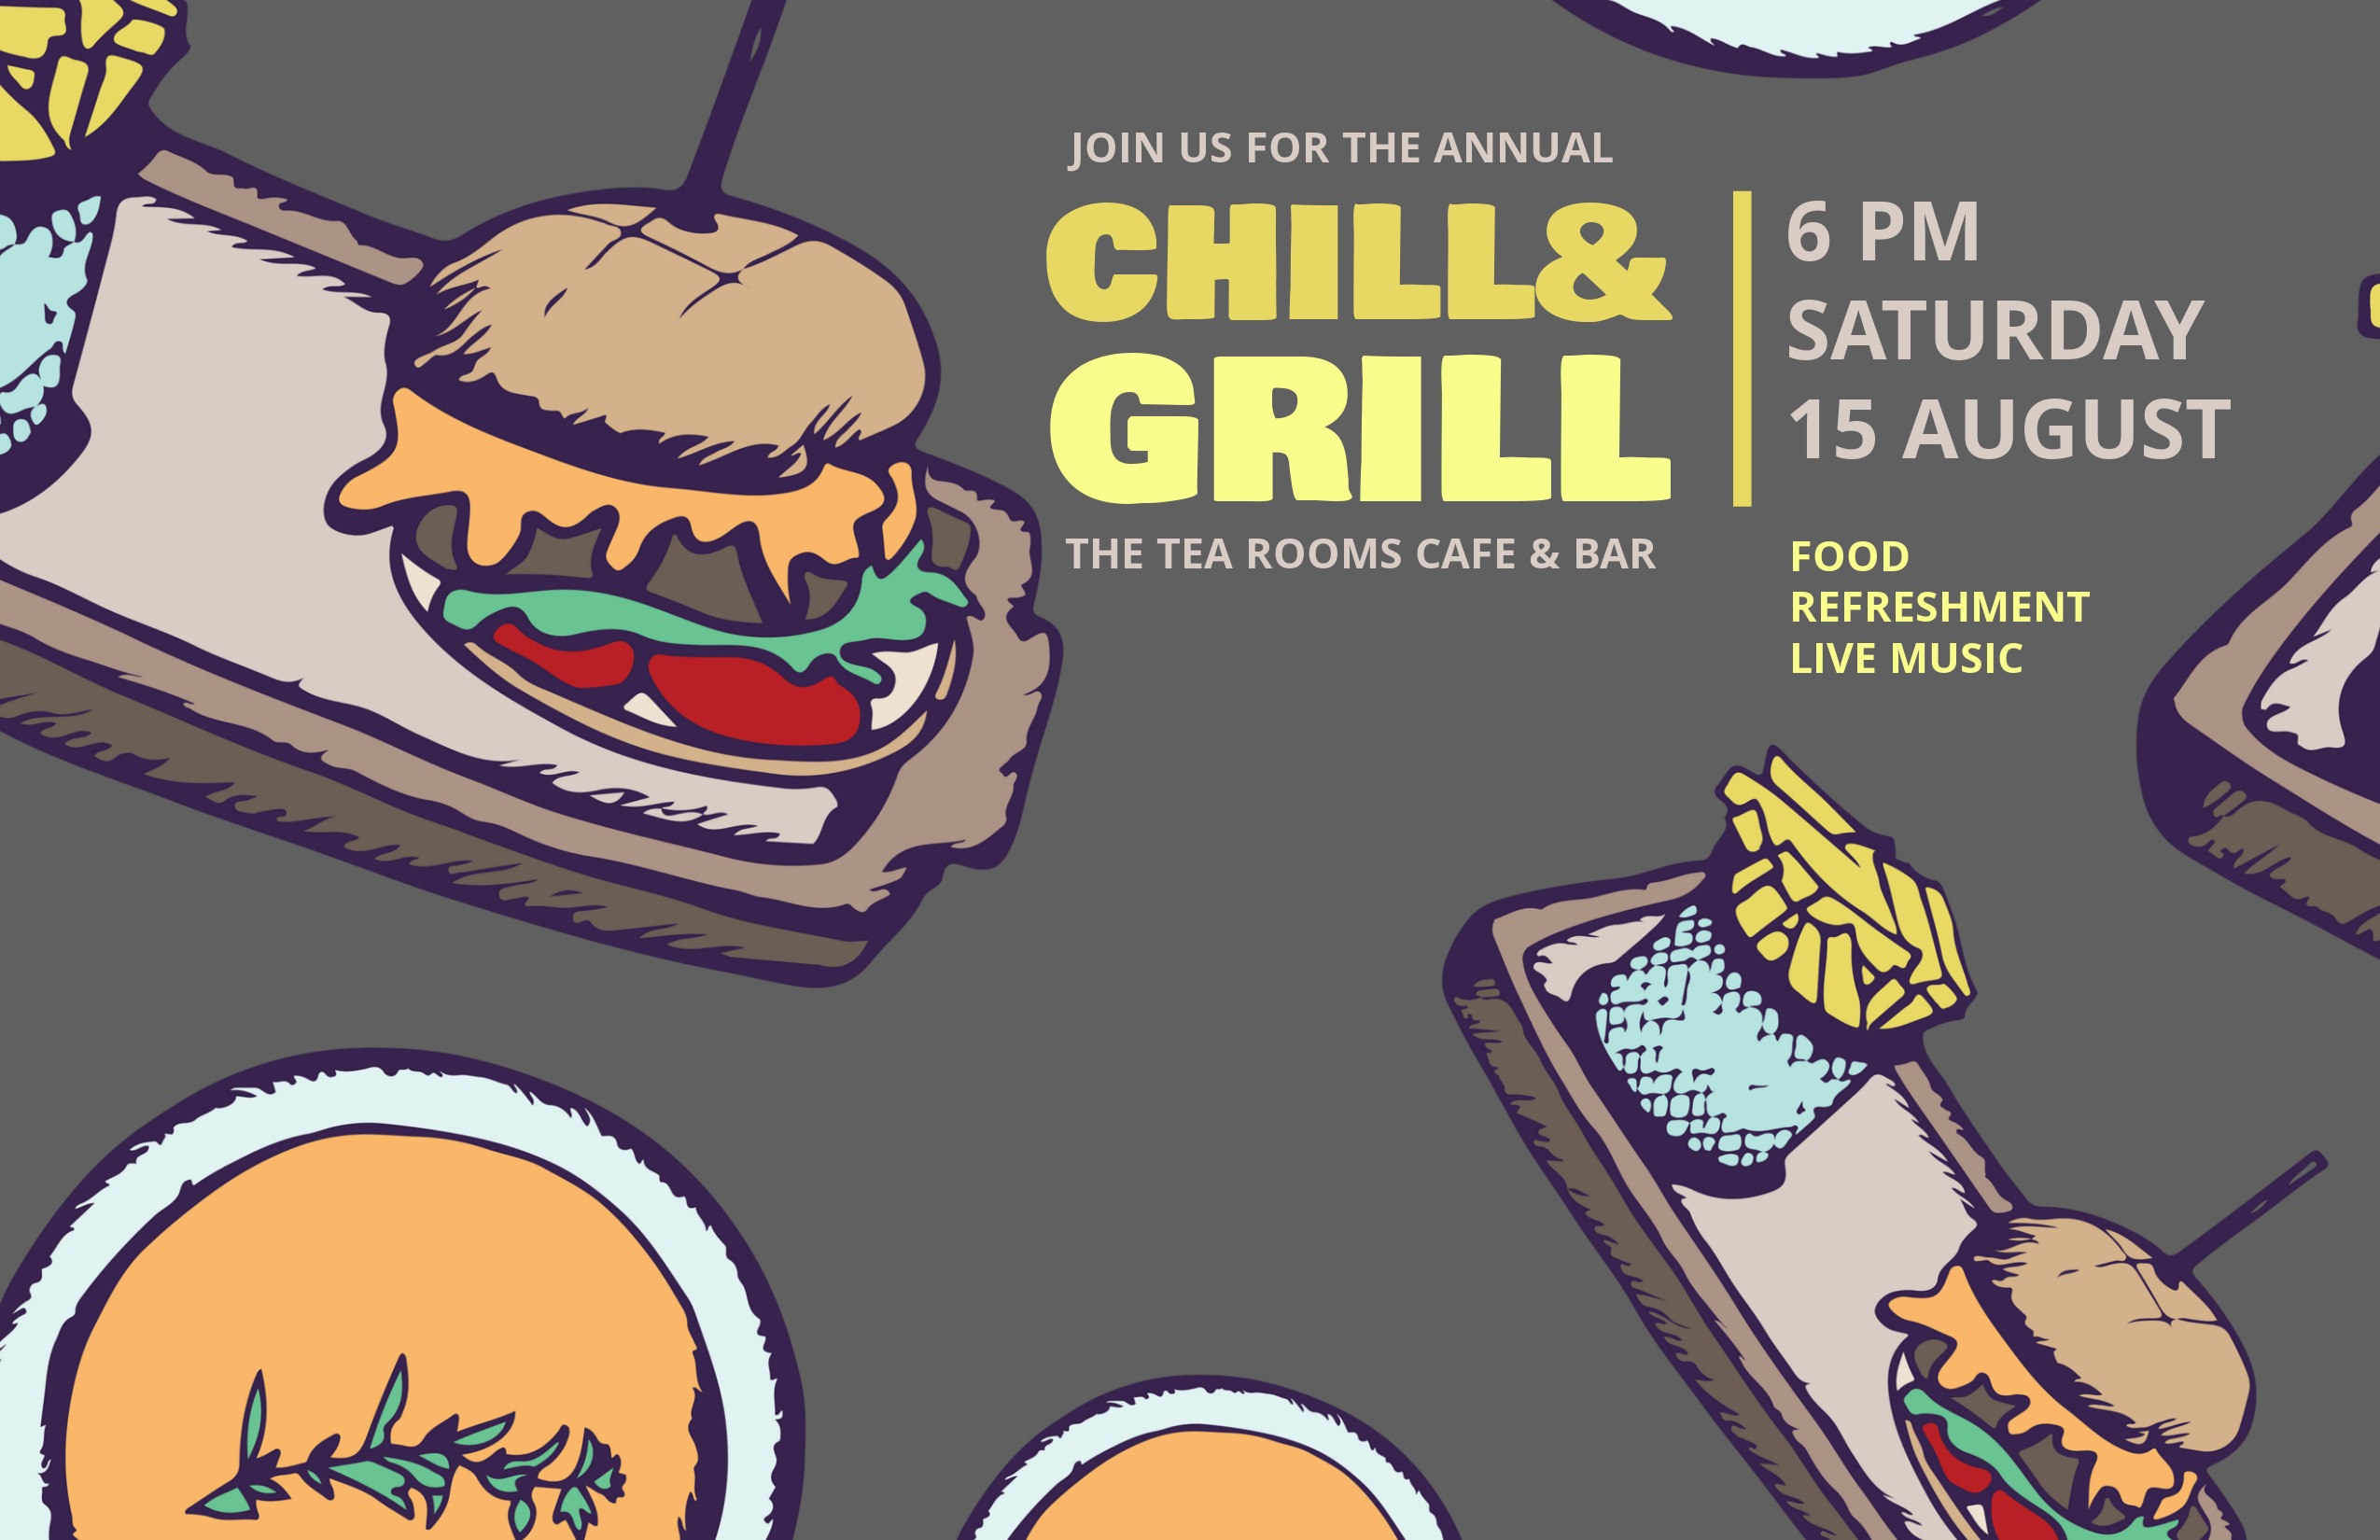 JOIN US FOR THE ANNUAL
CHILL&
GRILL
THE TEA ROOMS CAFE & BAR
6 PM
SATURDAY
15 AUGUST
FOOD
REFRESHMENT
LIVE MUSIC